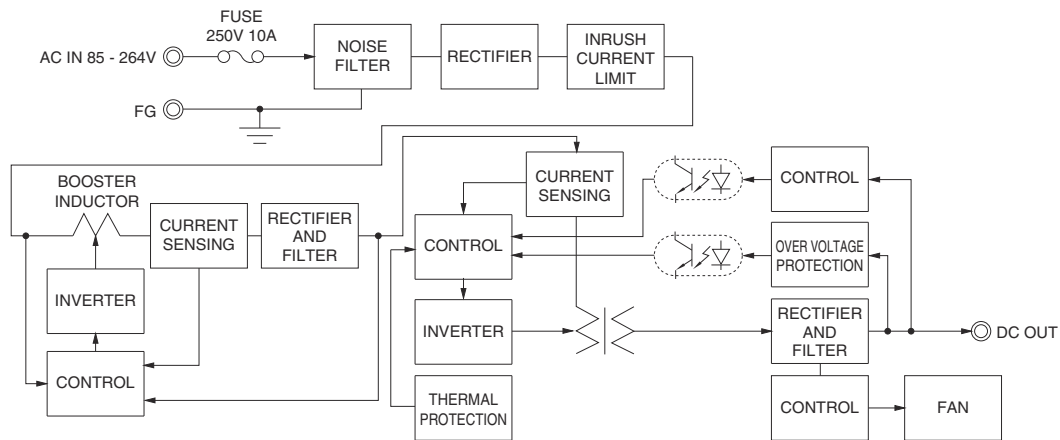 FUSE
250V 10A
AC IN 85 - 264V
NOISE
FILTER
RECTIFIER
INRUSH
CURRENT
LIMIT
FG
BOOSTER
INDUCTOR
CURRENT
SENSING
RECTIFIER
AND
FILTER
INVERTER
CONTROL
CURRENT
SENSING
CONTROL
INVERTER
THERMAL
PROTECTION
CONTROL
OVER VOLTAGE
PROTECTION
RECTIFIER
AND
FILTER
DC OUT
CONTROL
FAN